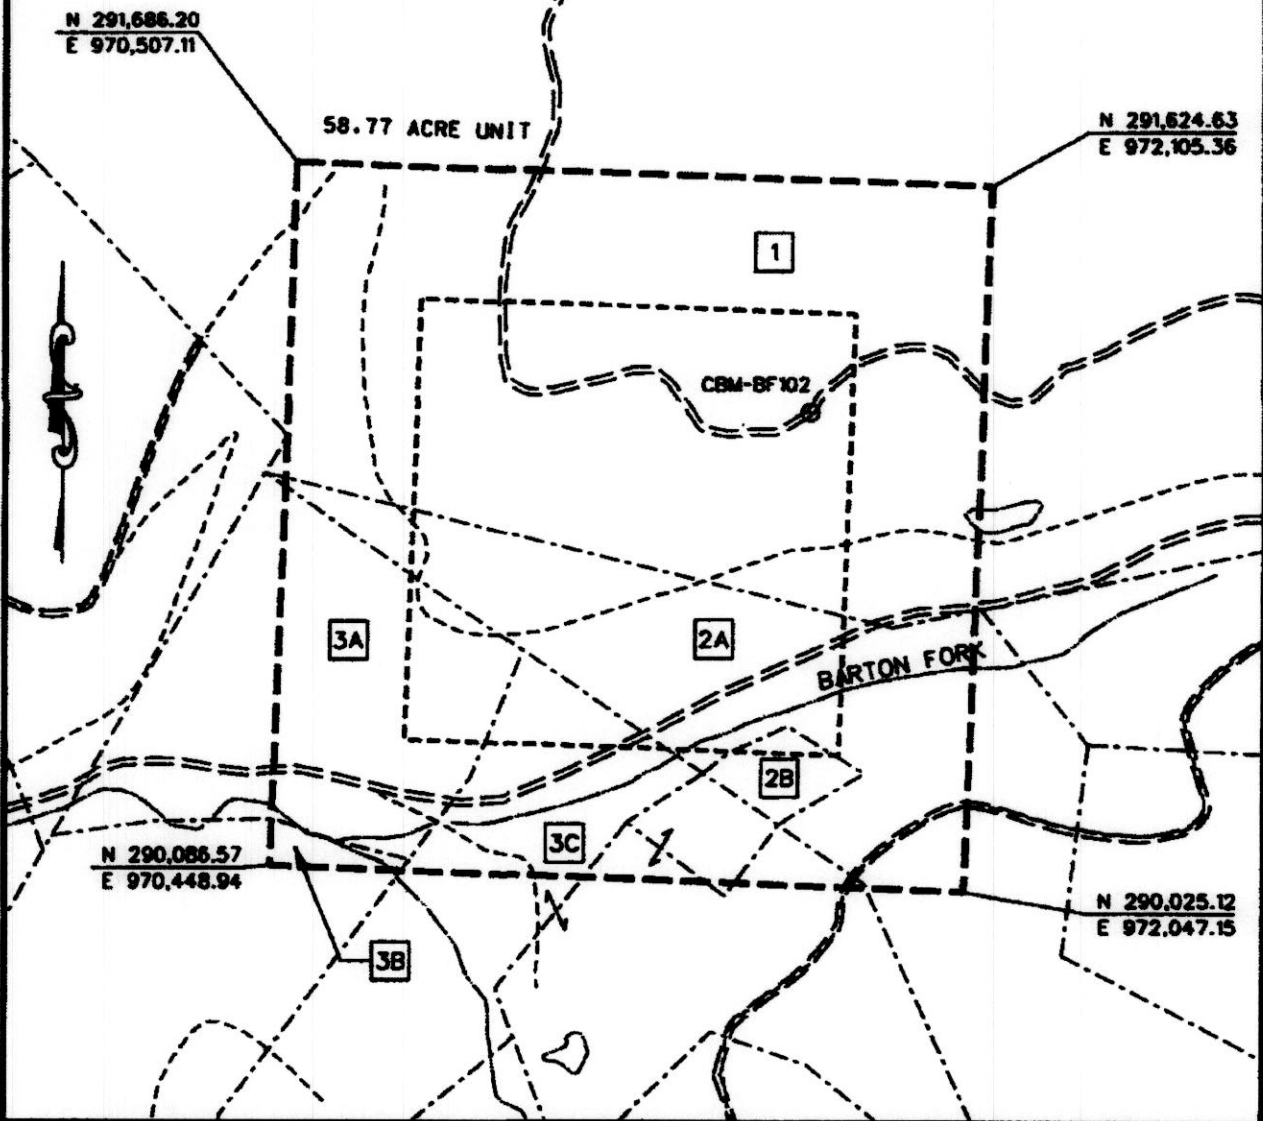 N 291,686.20
E 970,507.11
58.77 ACRE UNIT
N 291,624.63
E 972,105.36
1
CBM-BF102
3A
2A
BARTON FORK
2B
3C
N 290,086.57
E 970,448.94
N 290,025.12
E 972,047.15
3B